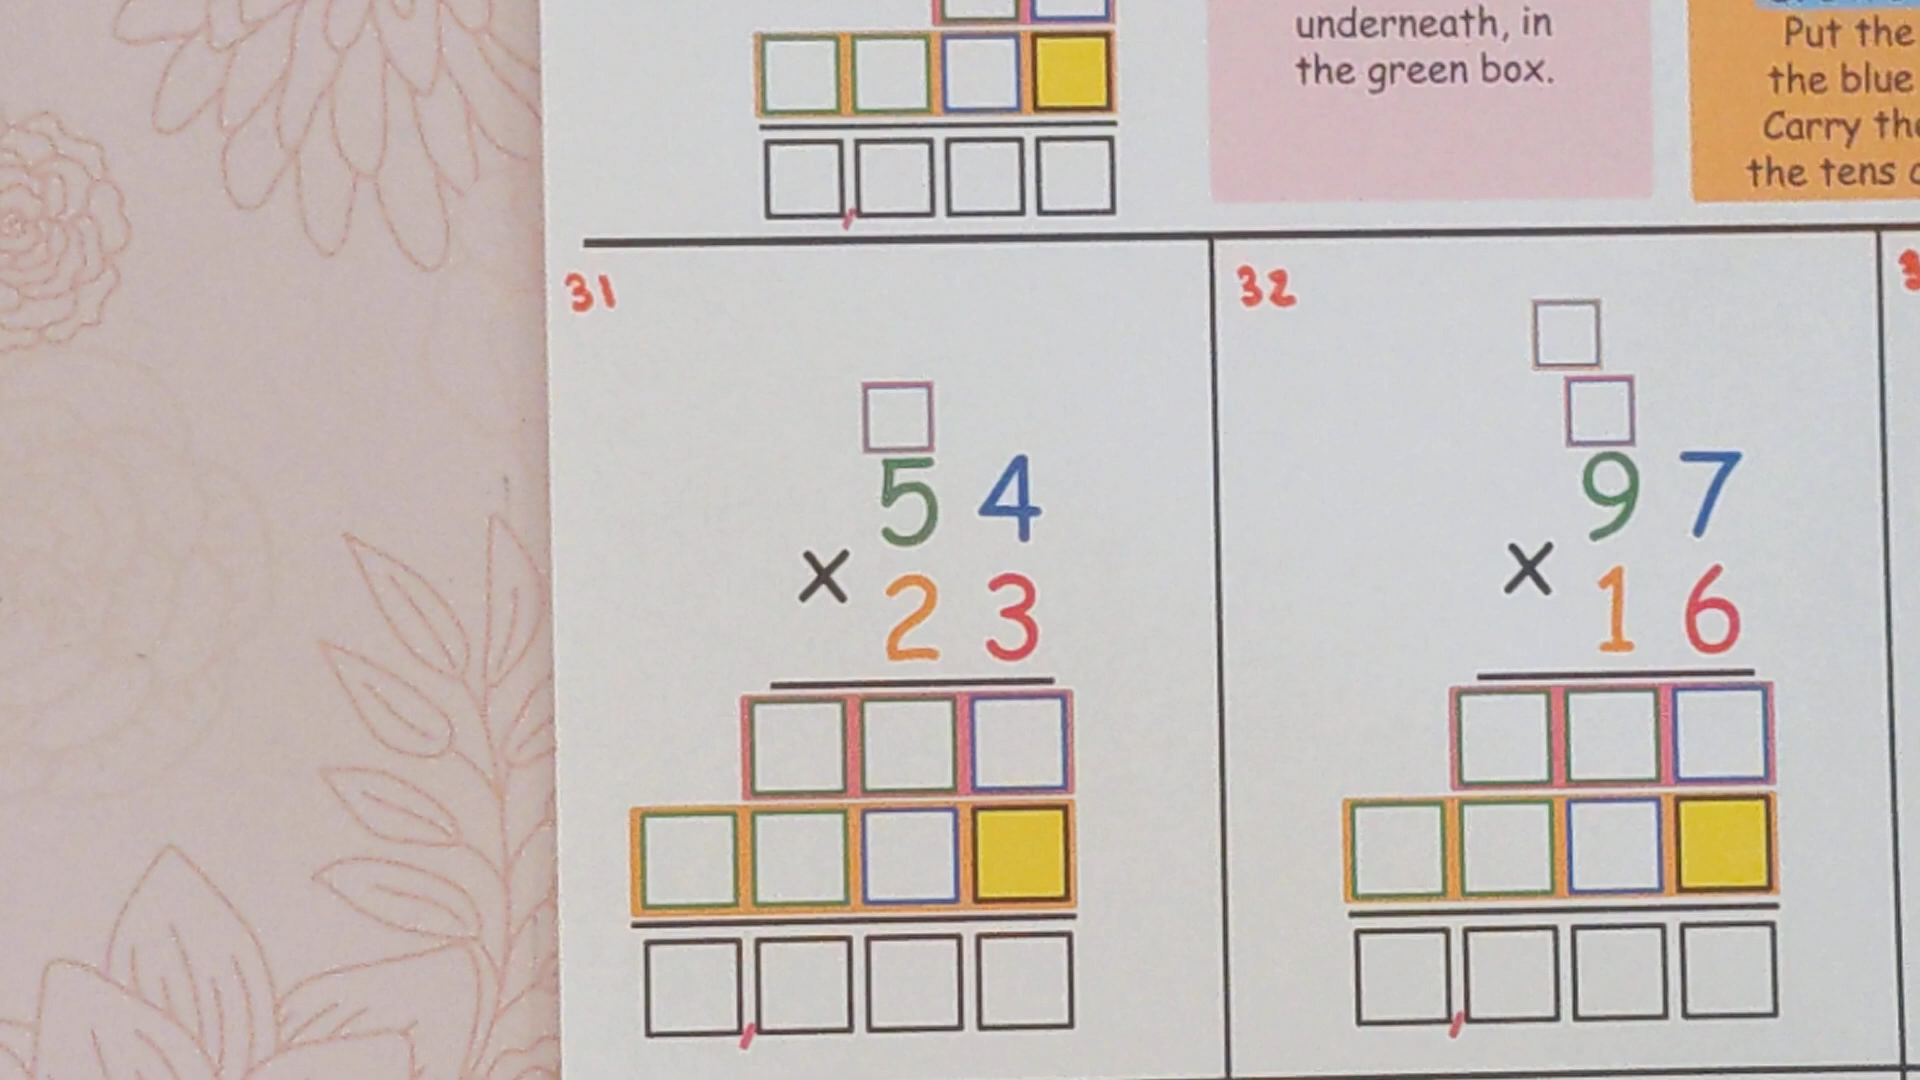 underneath, in
the green box.
Put the
the blue
Carry the
the tens
31
32
5 4
× 2 3
9 7
× 1 6
,
,
,